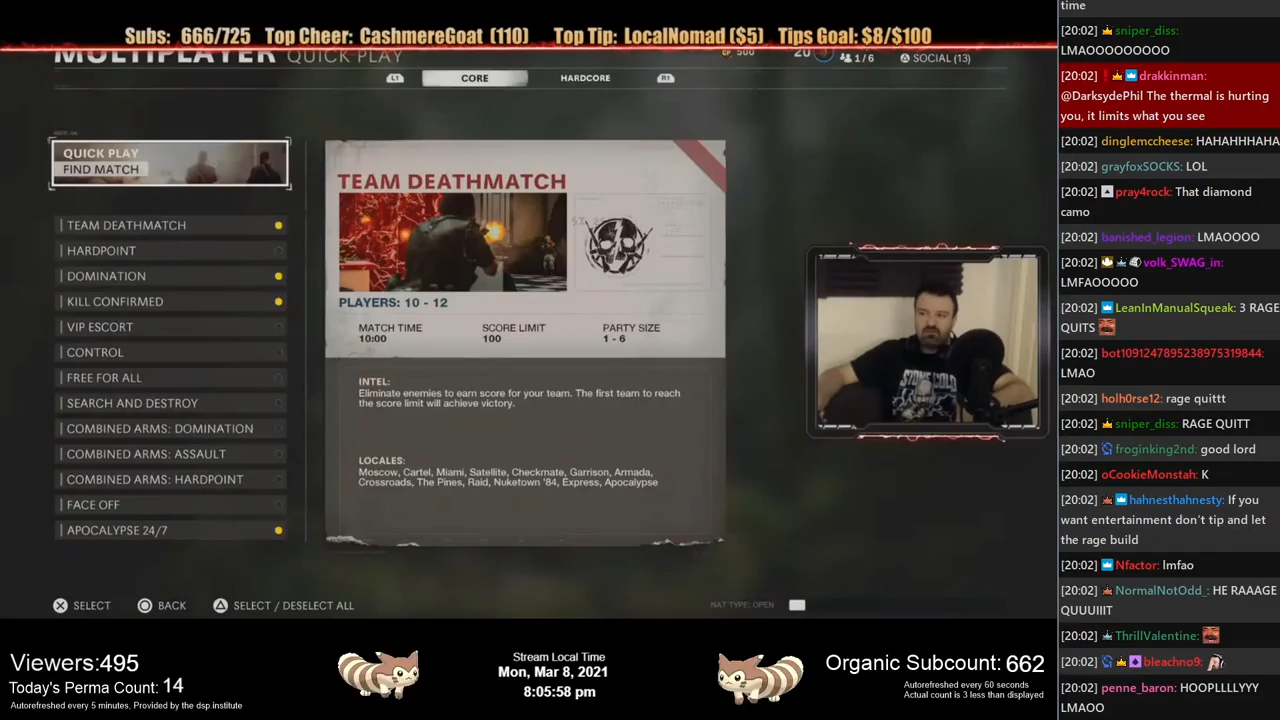 Subs: 666/725 Top Cheer: CashmereGoat (110) Top Tip: LocalNomad ($5) Tips Goal: $8/$100
MULTIPLAYER QUICK PLAY
1/6
SOCIAL (13)
L1
CORE
HARDCORE
R1
QUICK PLAY
FIND MATCH
TEAM DEATHMATCH
HARDPOINT
DOMINATION
KILL CONFIRMED
VIP ESCORT
CONTROL
FREE FOR ALL
SEARCH AND DESTROY
COMBINED ARMS: DOMINATION
COMBINED ARMS: ASSAULT
COMBINED ARMS: HARDPOINT
FACE OFF
APOCALYPSE 24/7
TEAM DEATHMATCH
PLAYERS: 10 - 12
MATCH TIME
10:00
SCORE LIMIT
100
PARTY SIZE
1 - 6
INTEL:
Eliminate enemies to earn score for your team. The first team to reach
the score limit will achieve victory.
LOCALES:
Moscow, Cartel, Miami, Satellite, Checkmate, Garrison, Armada,
Crossroads, The Pines, Raid, Nuketown '84, Express, Apocalypse
STONE COLD
SELECT
BACK
SELECT / DESELECT ALL
NAT TYPE: OPEN
Viewers:495
Today's Perma Count: 14
Autorefreshed every 5 minutes, Provided by the dsp institute
Stream Local Time
Mon, Mar 8, 2021
8:05:58 pm
Organic Subcount: 662
Autorefreshed every 60 seconds
Actual count is 3 less than displayed
time
[20:02] sniper_diss:
LMAOOOOOOOOO
[20:02] drakkinman:
@DarksydePhil The thermal is hurting
you, it limits what you see
[20:02] dinglemccheese: HAHAHHHAHA
[20:02] grayfoxSOCKS: LOL
[20:02] pray4rock: That diamond
camo
[20:02] banished_legion: LMAOOOO
[20:02] volk_SWAG_in:
LMFAOOOOO
[20:02] LeanInManualSqueak: 3 RAGE
QUITS
[20:02] bot1091247895238975319844:
LMAO
[20:02] holh0rse12: rage quittt
[20:02] sniper_diss: RAGE QUITT
[20:02] froginking2nd: good lord
[20:02] oCookieMonstah: K
[20:02] hahnesthahnesty: If you
want entertainment don't tip and let
the rage build
[20:02] Nfactor: lmfao
[20:02] NormalNotOdd_: HE RAAAGE
QUUUIIIT
[20:02] ThrillValentine:
[20:02] bleachno9:
[20:02] penne_baron: HOOPLLLLYYY
LMAOO